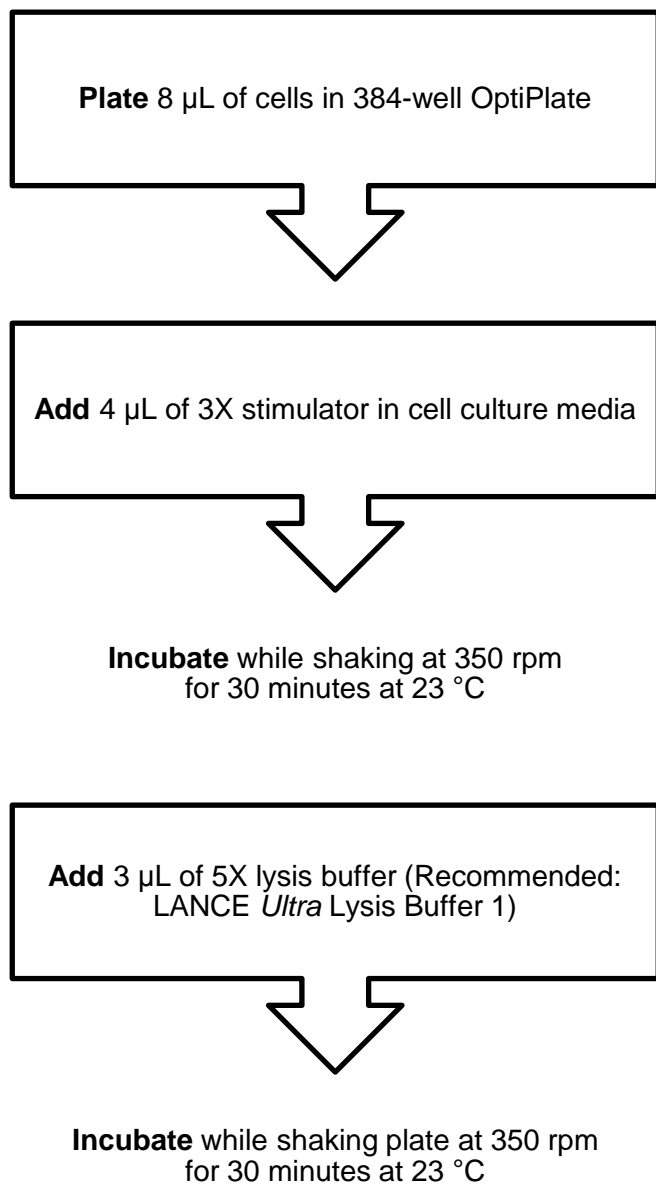 Plate 8 µL of cells in 384-well OptiPlate
Add 4 µL of 3X stimulator in cell culture media
Incubate while shaking at 350 rpm
for 30 minutes at 23 °C
Add 3 µL of 5X lysis buffer (Recommended:
LANCE Ultra Lysis Buffer 1)
Incubate while shaking plate at 350 rpm
for 30 minutes at 23 °C